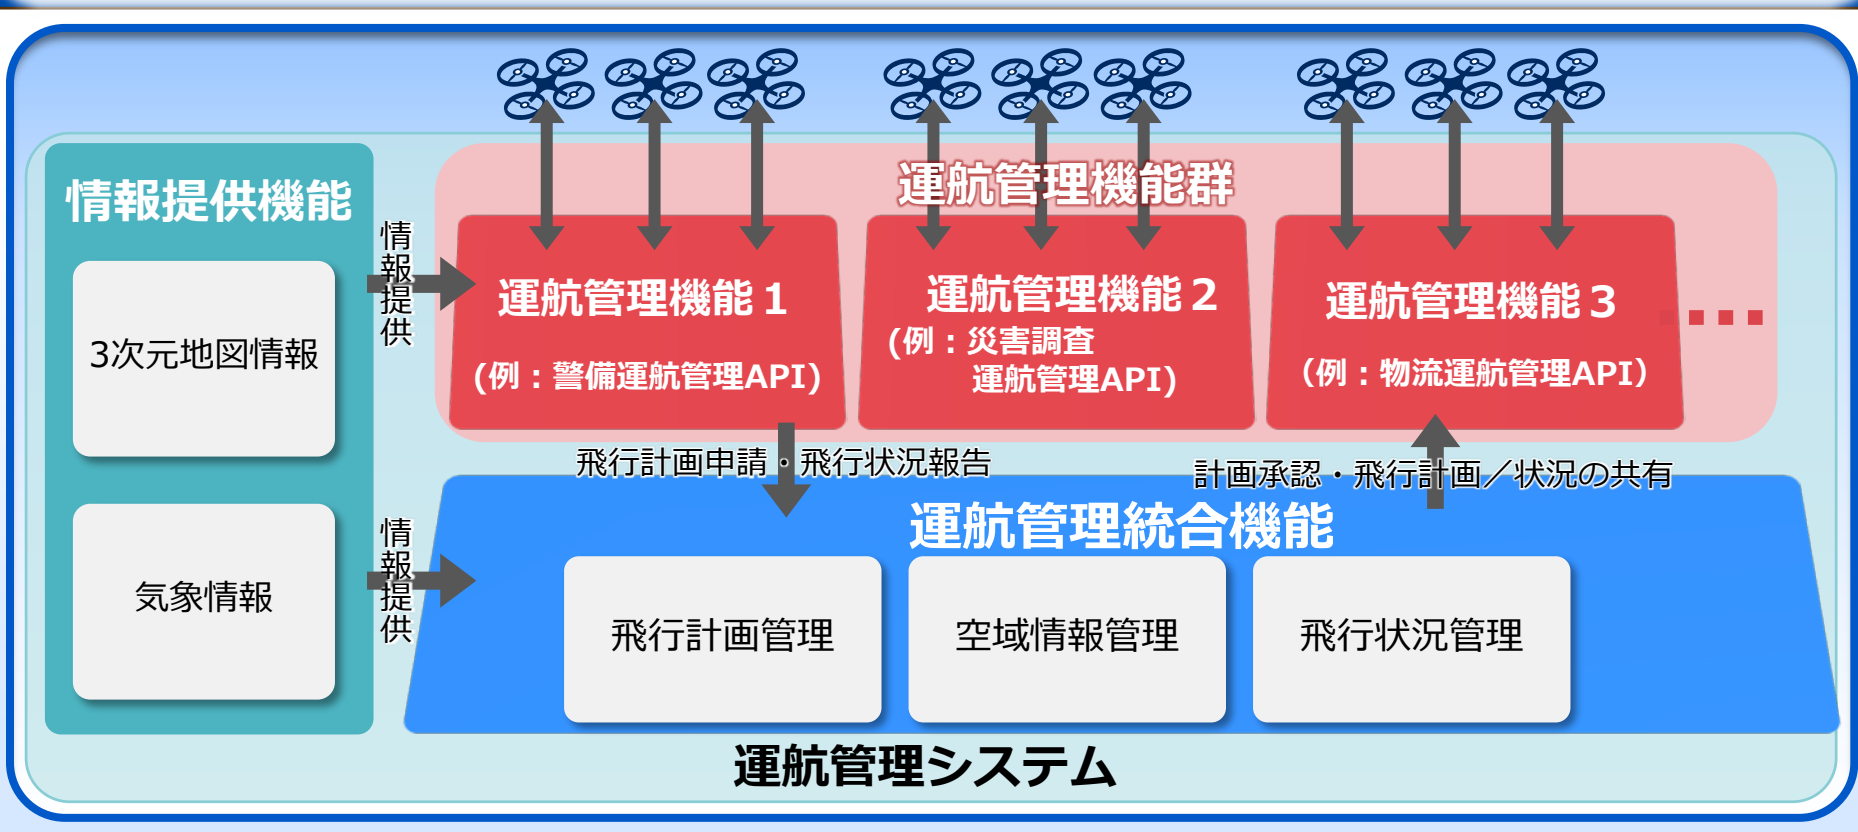 情報提供機能
3次元地図情報
気象情報
情報提供
情報提供
運航管理機能群
運航管理機能１
(例：警備運航管理API)
運航管理機能２
(例：災害調査
運航管理API)
運航管理機能３
（例：物流運航管理API）
飛行計画申請・飛行状況報告
計画承認・飛行計画／状況の共有
運航管理統合機能
飛行計画管理
空域情報管理
飛行状況管理
運航管理システム